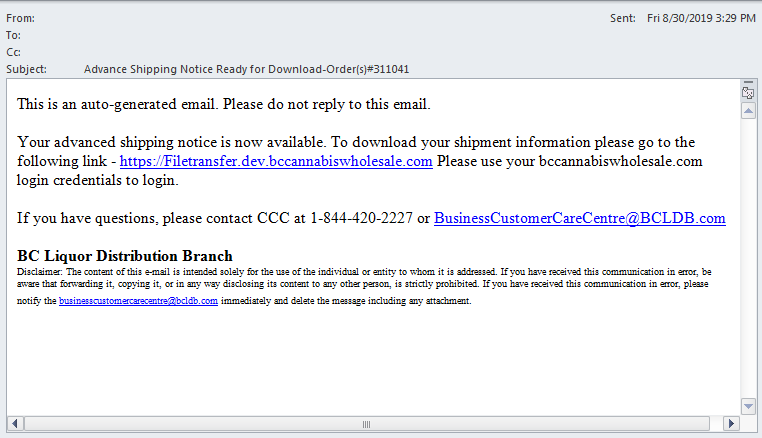 From: Sent: Fri 8/30/2019 3:29 PM
To:
Cc:
Subject: Advance Shipping Notice Ready for Download-Order(s)#311041
This is an auto-generated email. Please do not reply to this email.
Your advanced shipping notice is now available. To download your shipment information please go to the
following link - https://Filetransfer.dev.bccannabiswholesale.com Please use your bccannabiswholesale.com
login credentials to login.
If you have questions, please contact CCC at 1-844-420-2227 or BusinessCustomerCareCentre@BCLDB.com
BC Liquor Distribution Branch
Disclaimer: The content of this e-mail is intended solely for the use of the individual or entity to whom it is addressed. If you have received this communication in error, be
aware that forwarding it, copying it, or in any way disclosing its content to any other person, is strictly prohibited. If you have received this communication in error, please
notify the businesscustomercarecentre@bcldb.com immediately and delete the message including any attachment.